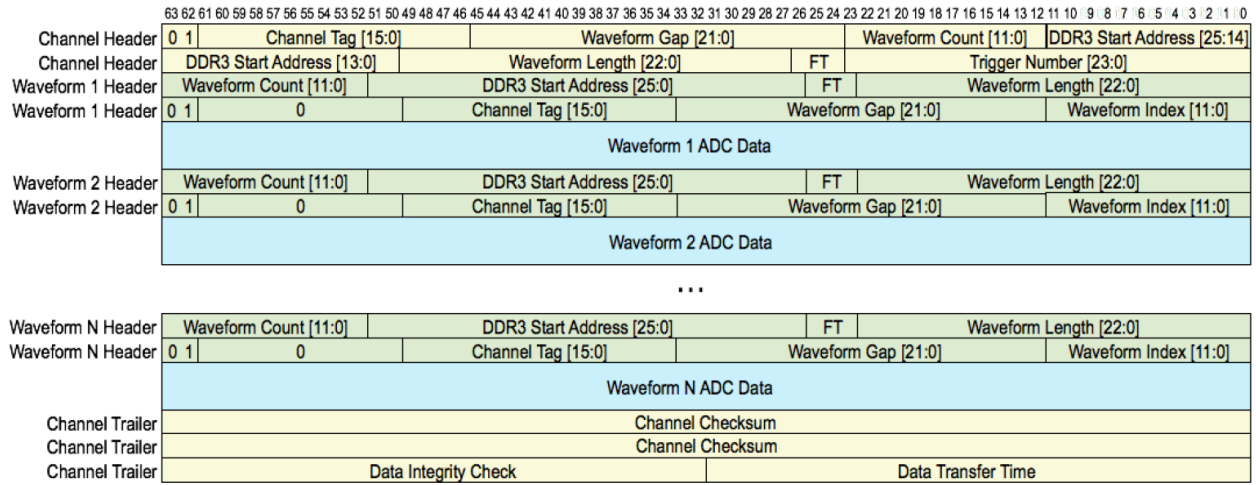 63 62 61 60 59 58 57 56 55 54 53 52 51 50 49 48 47 46 45 44 43 42 41 40 39 38 37 36 35 34 33 32 31 30 29 28 27 26 25 24 23 22 21 20 19 18 17 16 15 14 13 12 11 10 9 8 7 6 5 4 3 2 1 0
Channel Header 0 1 Channel Tag [15:0] Waveform Gap [21:0] Waveform Count [11:0] DDR3 Start Address [25:14]
Channel Header DDR3 Start Address [13:0] Waveform Length [22:0] FT Trigger Number [23:0]
Waveform 1 Header Waveform Count [11:0] DDR3 Start Address [25:0] FT Waveform Length [22:0]
Waveform 1 Header 0 1 0 Channel Tag [15:0] Waveform Gap [21:0] Waveform Index [11:0]
Waveform 1 ADC Data
Waveform 2 Header Waveform Count [11:0] DDR3 Start Address [25:0] FT Waveform Length [22:0]
Waveform 2 Header 0 1 0 Channel Tag [15:0] Waveform Gap [21:0] Waveform Index [11:0]
Waveform 2 ADC Data
...
Waveform N Header Waveform Count [11:0] DDR3 Start Address [25:0] FT Waveform Length [22:0]
Waveform N Header 0 1 0 Channel Tag [15:0] Waveform Gap [21:0] Waveform Index [11:0]
Waveform N ADC Data
Channel Trailer Channel Checksum
Channel Trailer Channel Checksum
Channel Trailer Data Integrity Check Data Transfer Time